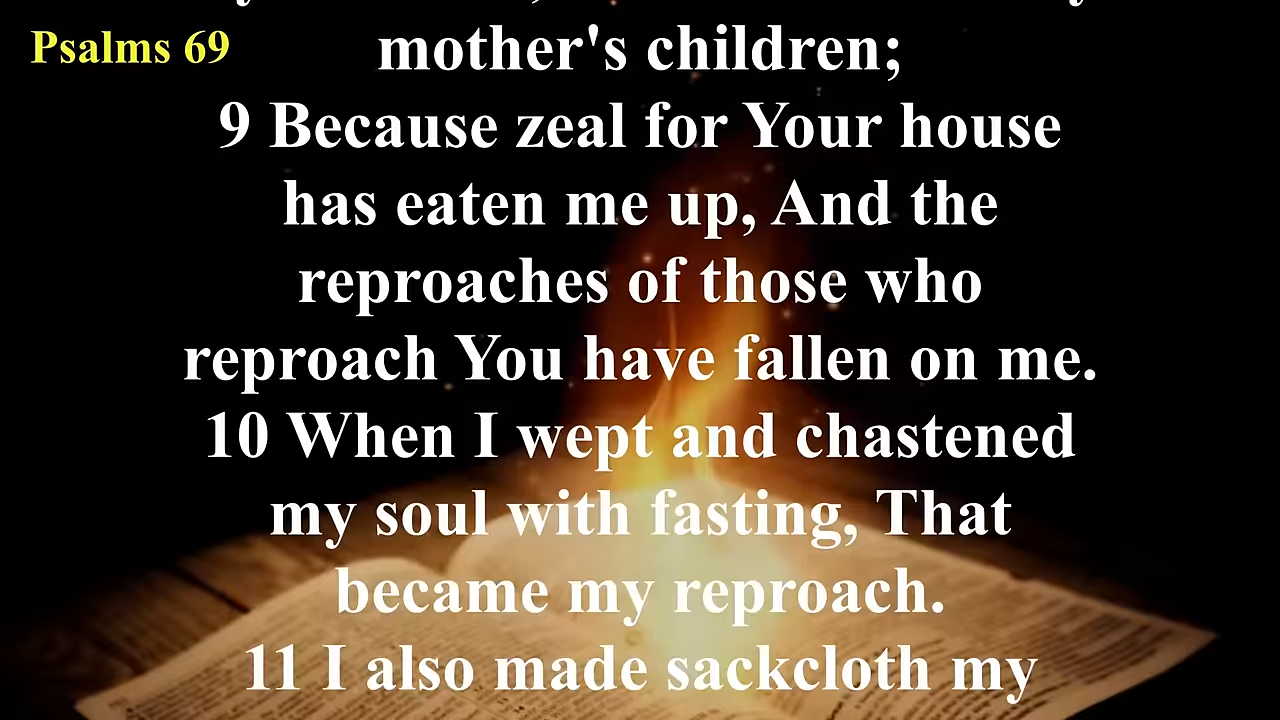 Psalms 69
mother's children;
9 Because zeal for Your house
has eaten me up, And the
reproaches of those who
reproach You have fallen on me.
10 When I wept and chastened
my soul with fasting, That
became my reproach.
11 I also made sackcloth my